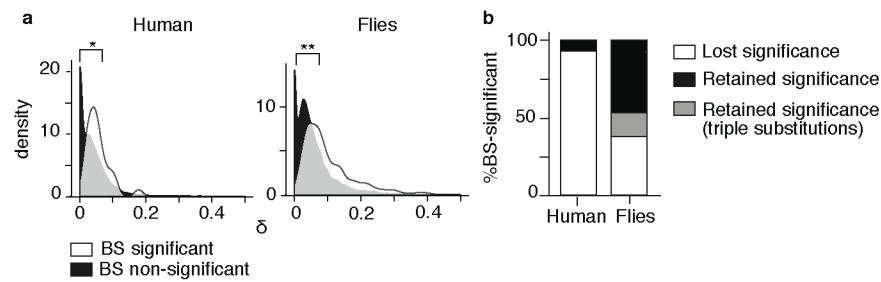 a
Human
Flies
*
**
density
20
10
0
10
0
0
0.2
0.4
0
0.2
0.4
δ
BS significant
BS non-significant
b
%BS-significant
100
50
0
Human
Flies
Lost significance
Retained significance
Retained significance
(triple substitutions)